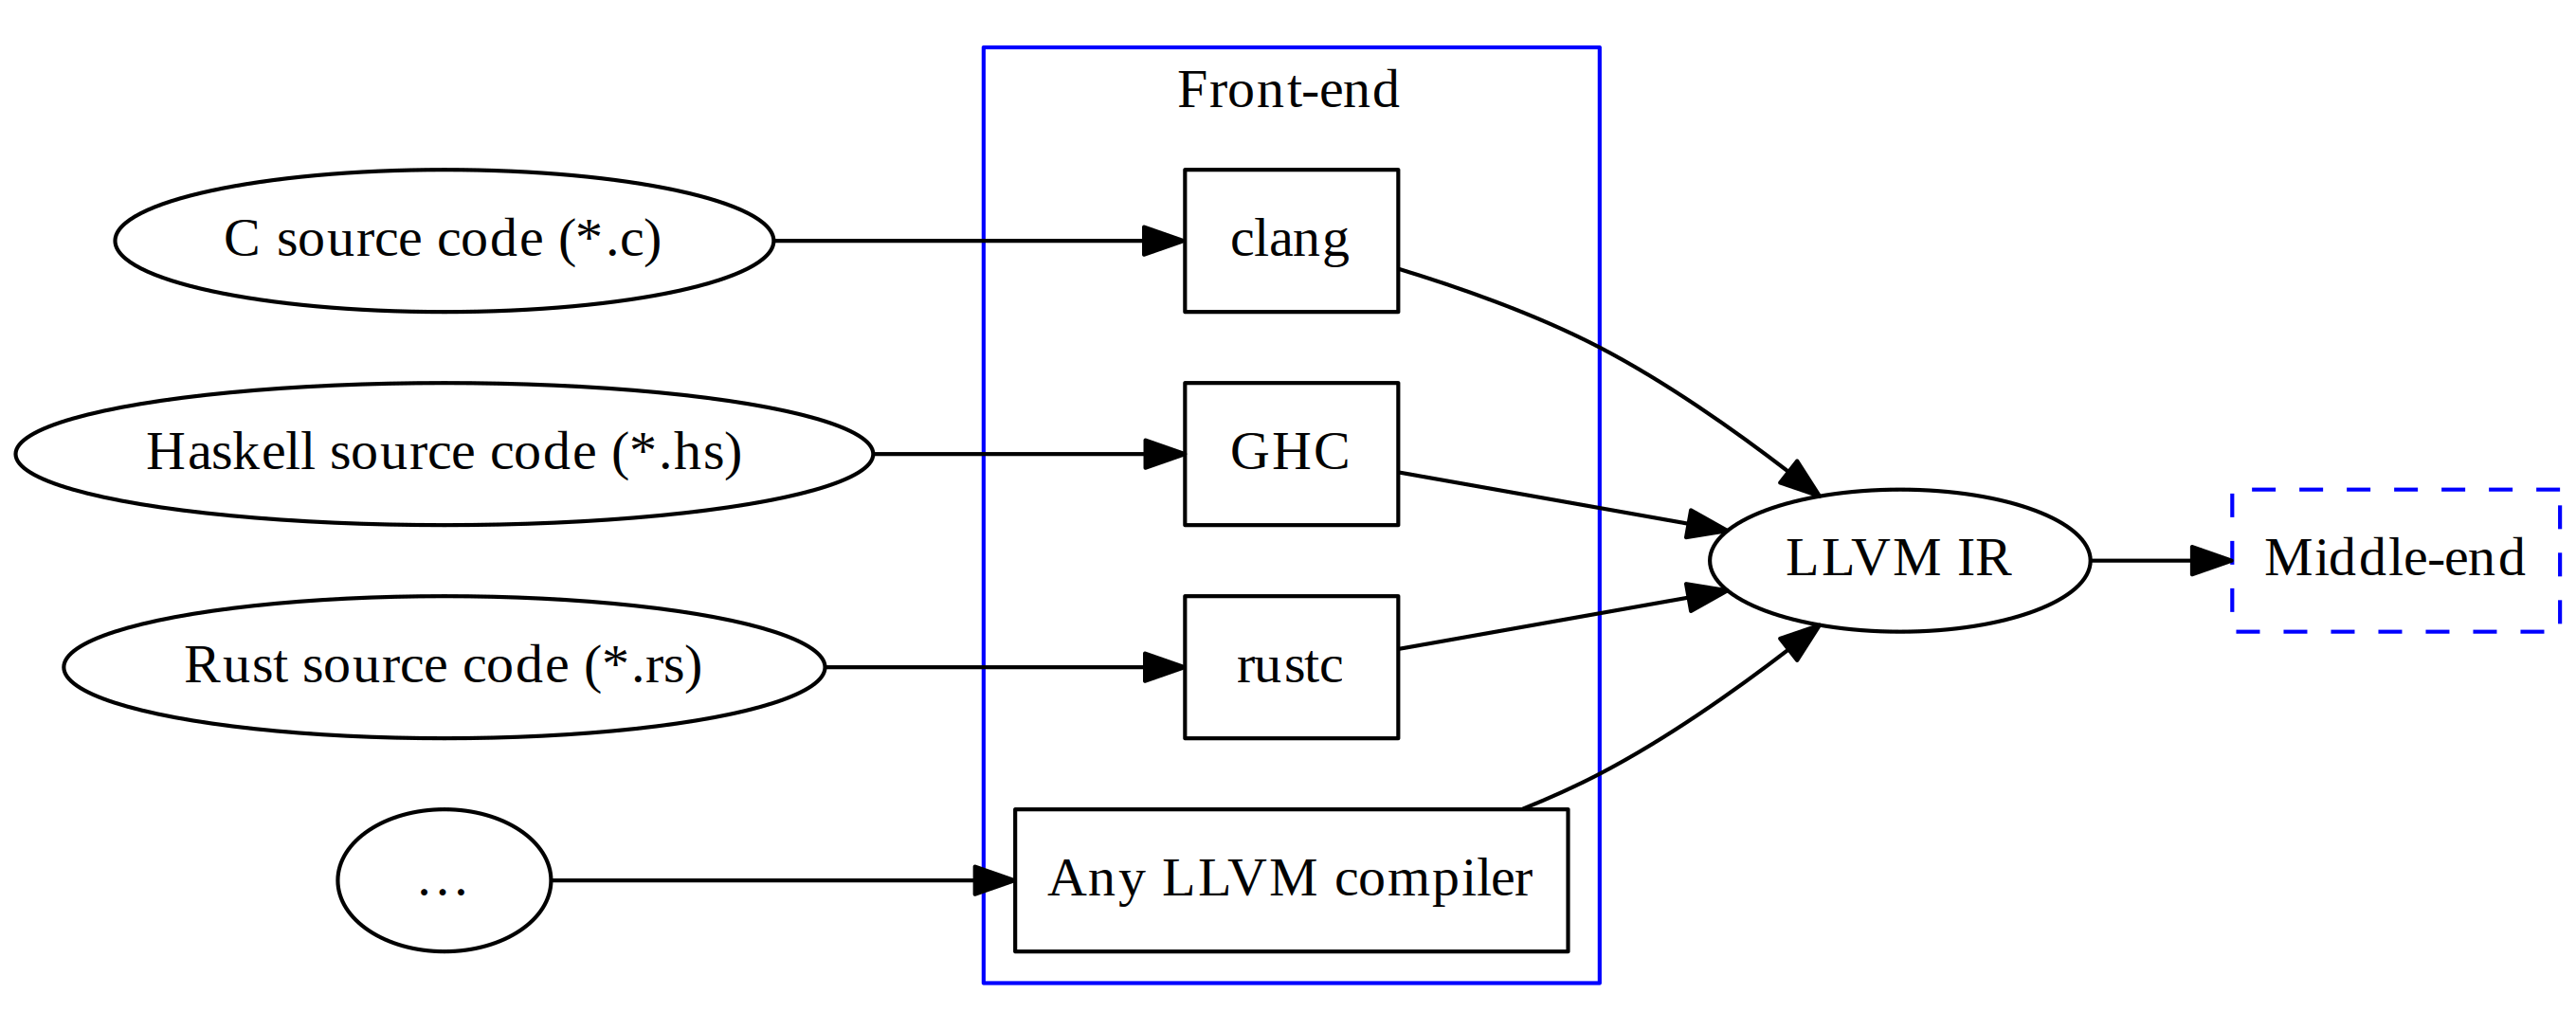 Front-end
C source code (*.c)
clang
Haskell source code (*.hs)
GHC
LLVM IR
Middle-end
Rust source code (*.rs)
rustc
…
Any LLVM compiler